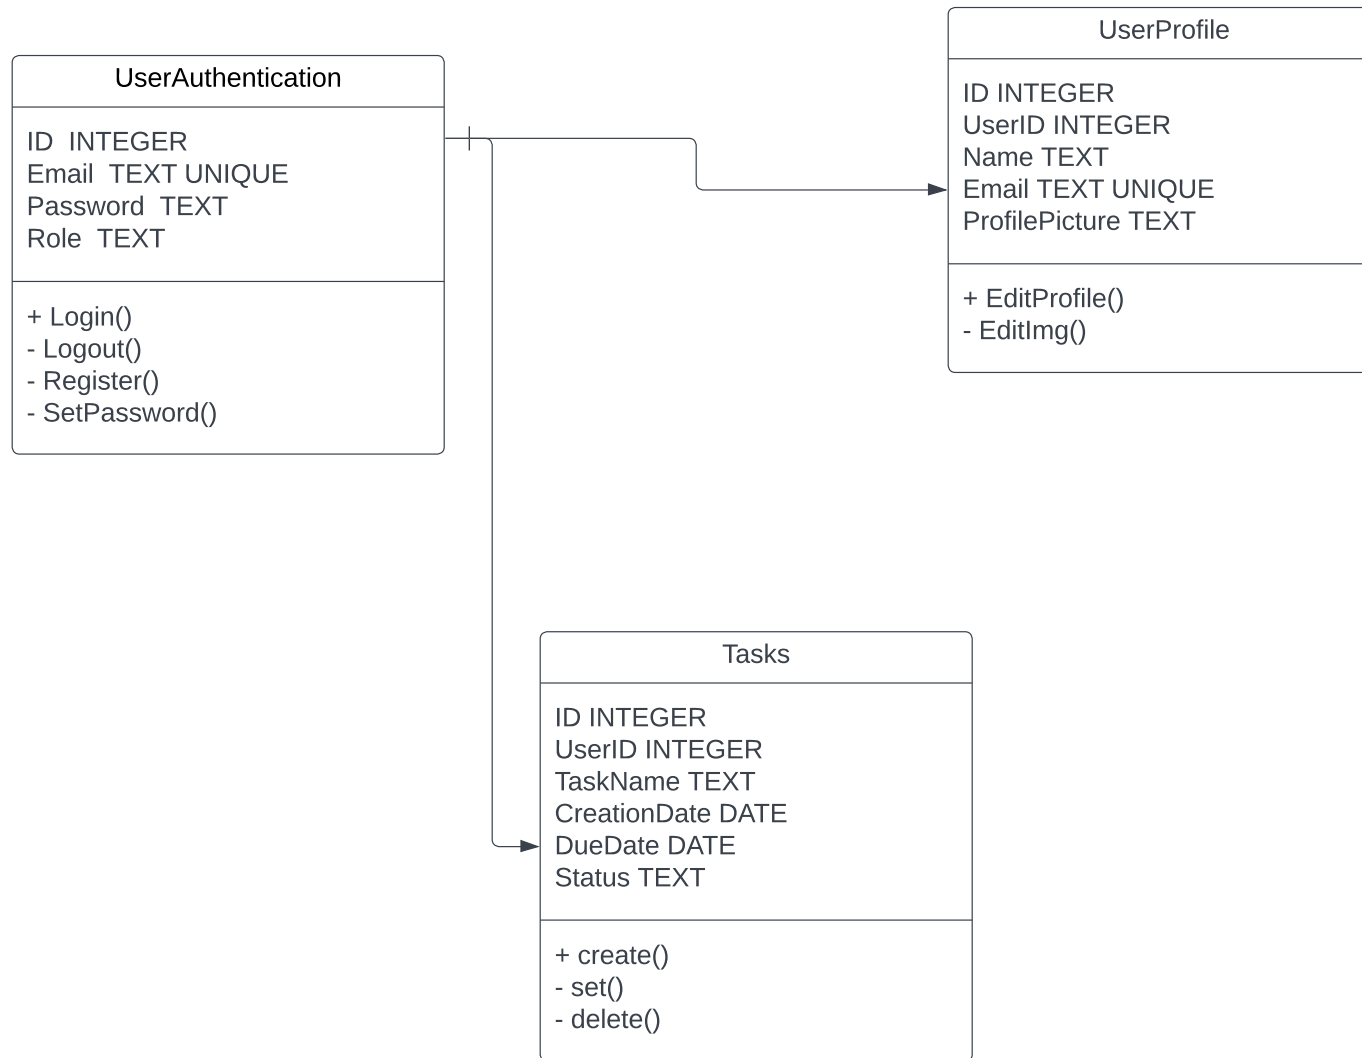 UserAuthentication
ID  INTEGER
Email  TEXT UNIQUE
Password  TEXT
Role  TEXT
+ Login()
- Logout()
- Register()
- SetPassword()
UserProfile
ID INTEGER
UserID INTEGER
Name TEXT
Email TEXT UNIQUE
ProfilePicture TEXT
+ EditProfile()
- EditImg()
Tasks
ID INTEGER
UserID INTEGER
TaskName TEXT
CreationDate DATE
DueDate DATE
Status TEXT
+ create()
- set()
- delete()